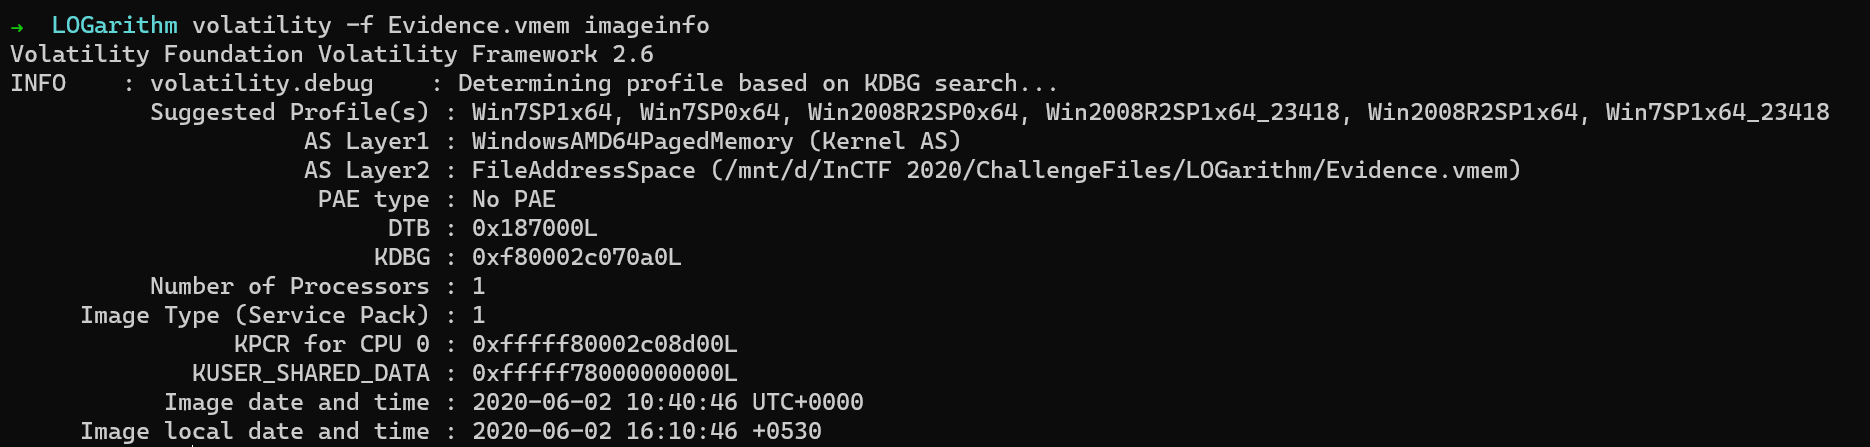 → LOGarithm volatility -f Evidence.vmem imageinfo
Volatility Foundation Volatility Framework 2.6
INFO    : volatility.debug    : Determining profile based on KDBG search...
          Suggested Profile(s) : Win7SP1x64, Win7SP0x64, Win2008R2SP0x64, Win2008R2SP1x64_23418, Win2008R2SP1x64, Win7SP1x64_23418
                     AS Layer1 : WindowsAMD64PagedMemory (Kernel AS)
                     AS Layer2 : FileAddressSpace (/mnt/d/InCTF 2020/ChallengeFiles/LOGarithm/Evidence.vmem)
                      PAE type : No PAE
                           DTB : 0x187000L
                          KDBG : 0xf80002c070a0L
          Number of Processors : 1
     Image Type (Service Pack) : 1
                KPCR for CPU 0 : 0xfffff80002c08d00L
             KUSER_SHARED_DATA : 0xfffff78000000000L
           Image date and time : 2020-06-02 10:40:46 UTC+0000
     Image local date and time : 2020-06-02 16:10:46 +0530